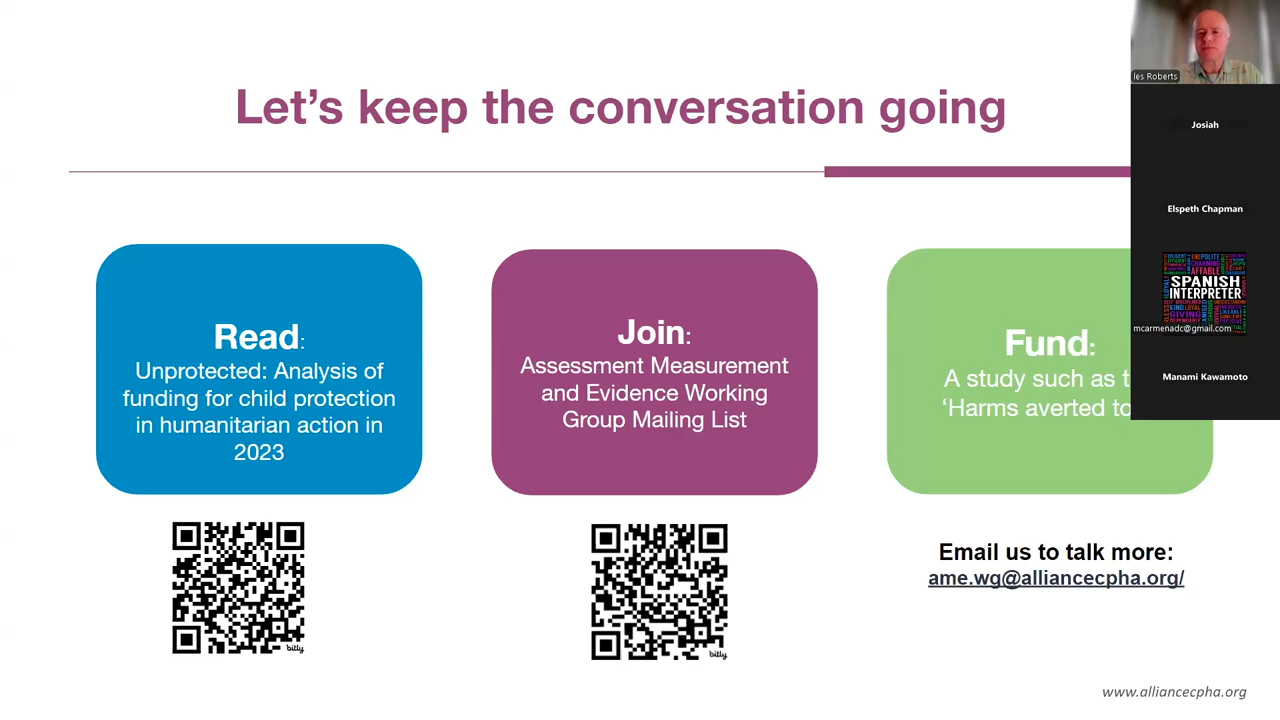 Let's keep the conversation going
les Roberts
Josiah
Elspeth Chapman
SPANISH
INTERPRETER
mcarmenadc@gmail.com
Manami Kawamoto
Read:
Unprotected: Analysis of
funding for child protection
in humanitarian action in
2023
Join:
Assessment Measurement
and Evidence Working
Group Mailing List
Fund:
A study such as
'Harms averted
bitly
bitly
Email us to talk more:
ame.wg@alliancecpha.org/
www.alliancecpha.org